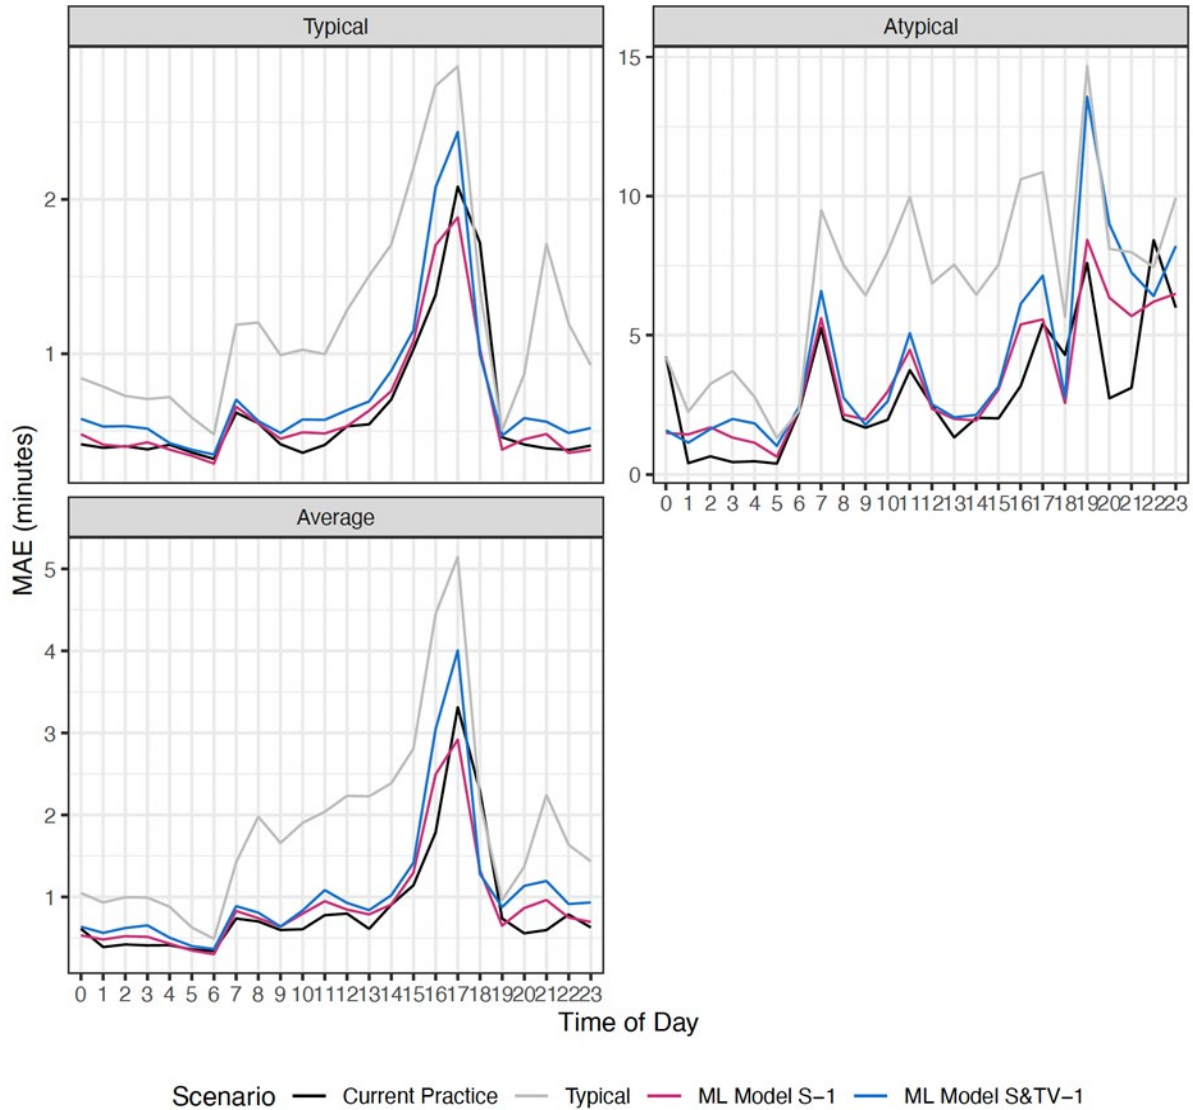 Typical
Atypical
15
10
5
0
0 1 2 3 4 5 6 7 8 9 10 11 12 13 14 15 16 17 18 19 20 21 22 23
2
1
Average
5
4
3
2
1
0 1 2 3 4 5 6 7 8 9 10 11 12 13 14 15 16 17 18 19 20 21 22 23
MAE (minutes)
Time of Day
Scenario Current Practice Typical ML Model S−1 ML Model S&TV−1